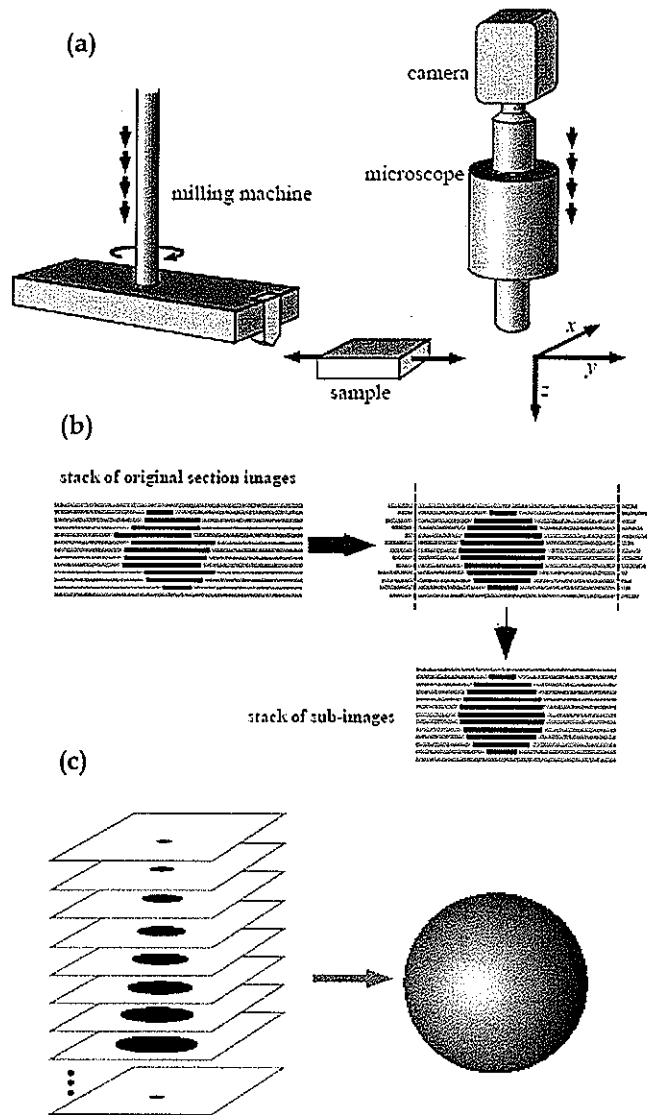 (a)
camera
microscope
milling machine
x
y
z
sample
(b)
stack of original section images
stack of sub-images
(c)